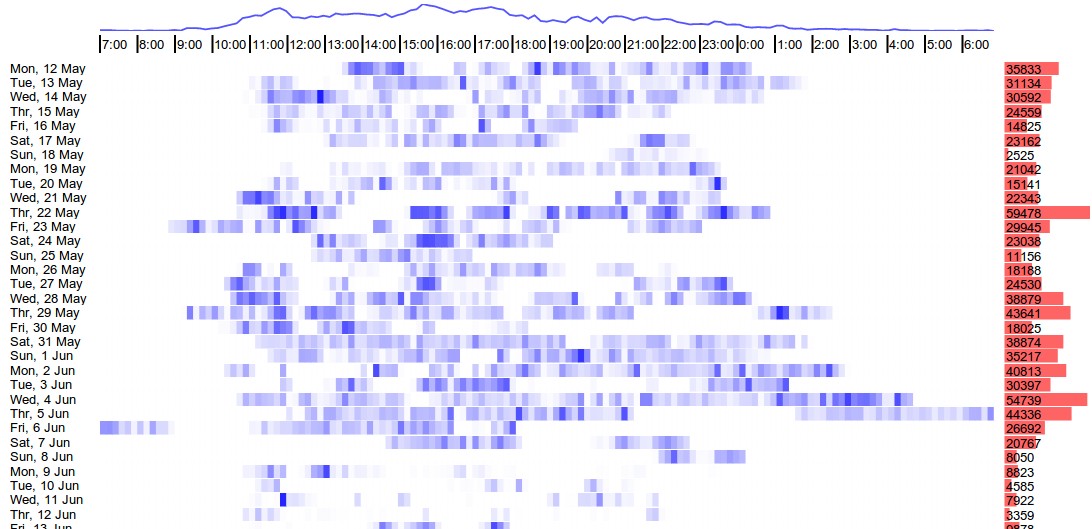 7:00 8:00 9:00 10:00 11:00 12:00 13:00 14:00 15:00 16:00 17:00 18:00 19:00 20:00 21:00 22:00 23:00 0:00 1:00 2:00 3:00 4:00 5:00 6:00
Mon, 12 May 35833
Tue, 13 May 31134
Wed, 14 May 30592
Thr, 15 May 24559
Fri, 16 May 14825
Sat, 17 May 23162
Sun, 18 May 2525
Mon, 19 May 21042
Tue, 20 May 15141
Wed, 21 May 22343
Thr, 22 May 59478
Fri, 23 May 29945
Sat, 24 May 23038
Sun, 25 May 11156
Mon, 26 May 18188
Tue, 27 May 24530
Wed, 28 May 38879
Thr, 29 May 43641
Fri, 30 May 18025
Sat, 31 May 38874
Sun, 1 Jun 35217
Mon, 2 Jun 40813
Tue, 3 Jun 30397
Wed, 4 Jun 54739
Thr, 5 Jun 44336
Fri, 6 Jun 26692
Sat, 7 Jun 20767
Sun, 8 Jun 8050
Mon, 9 Jun 8823
Tue, 10 Jun 4585
Wed, 11 Jun 7822
Thr, 12 Jun 3359
Fri, 13 Jun